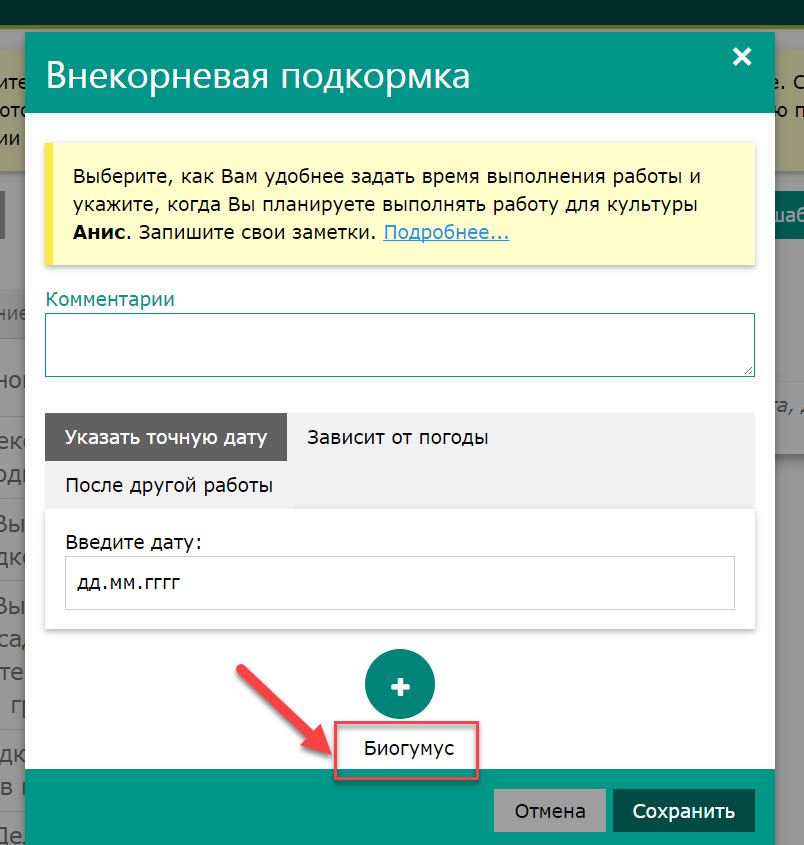 Внекорневая подкормка
×
Выберите, как Вам удобнее задать время выполнения работы и
укажите, когда Вы планируете выполнять работу для культуры
Анис. Запишите свои заметки. Подробнее...
Комментарии
Указать точную дату
Зависит от погоды
После другой работы
Введите дату:
дд.мм.гггг
+
Биогумус
Отмена
Сохранить